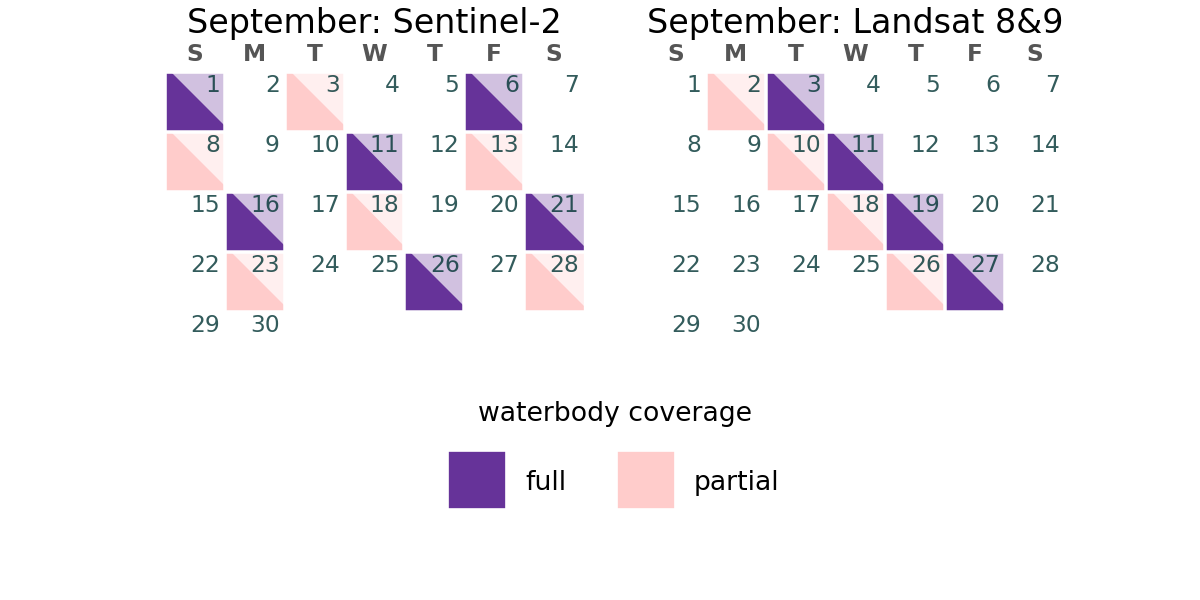 September: Sentinel-2
S M T W T F S
1 2 3 4 5 6 7
8 9 10 11 12 13 14
15 16 17 18 19 20 21
22 23 24 25 26 27 28
29 30
September: Landsat 8&9
S M T W T F S
1 2 3 4 5 6 7
8 9 10 11 12 13 14
15 16 17 18 19 20 21
22 23 24 25 26 27 28
29 30
waterbody coverage
full
partial